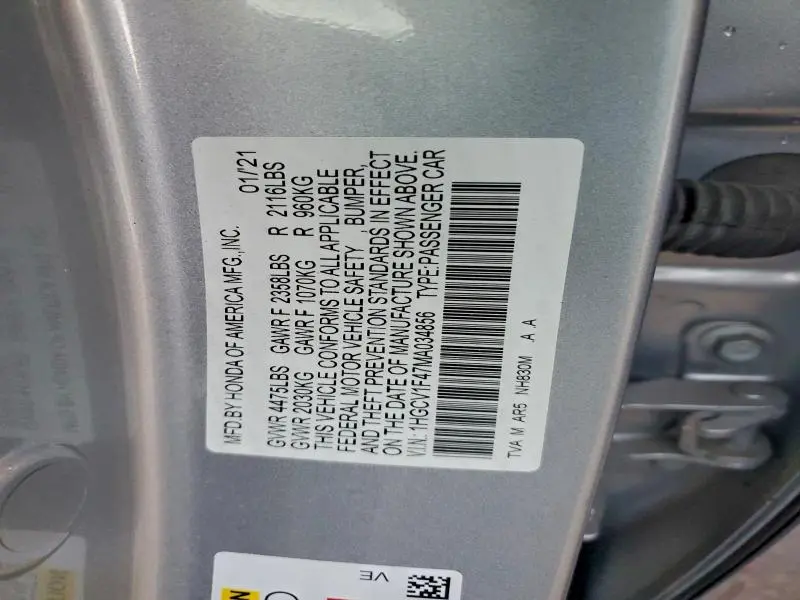 MFD.BY HONDA OF AMERICA MFG.,INC. 01/'21
GVWR 4475LBS GAWR F 2358LBS R 2116LBS
GVWR 2030KG GAWR F 1070KG R 960KG
THIS VEHICLE CONFORMS TO ALL APPLICABLE
FEDERAL MOTOR VEHICLE SAFETY BUMPER,
AND THEFT PREVENTION STANDARDS IN EFFECT
ON THE DATE OF MANUFACTURE SHOWN ABOVE.
V.I.N.: 1HGCV1F47MA034856 TYPE:PASSENGER CAR
TVA M AR5 NH830M A A
VE